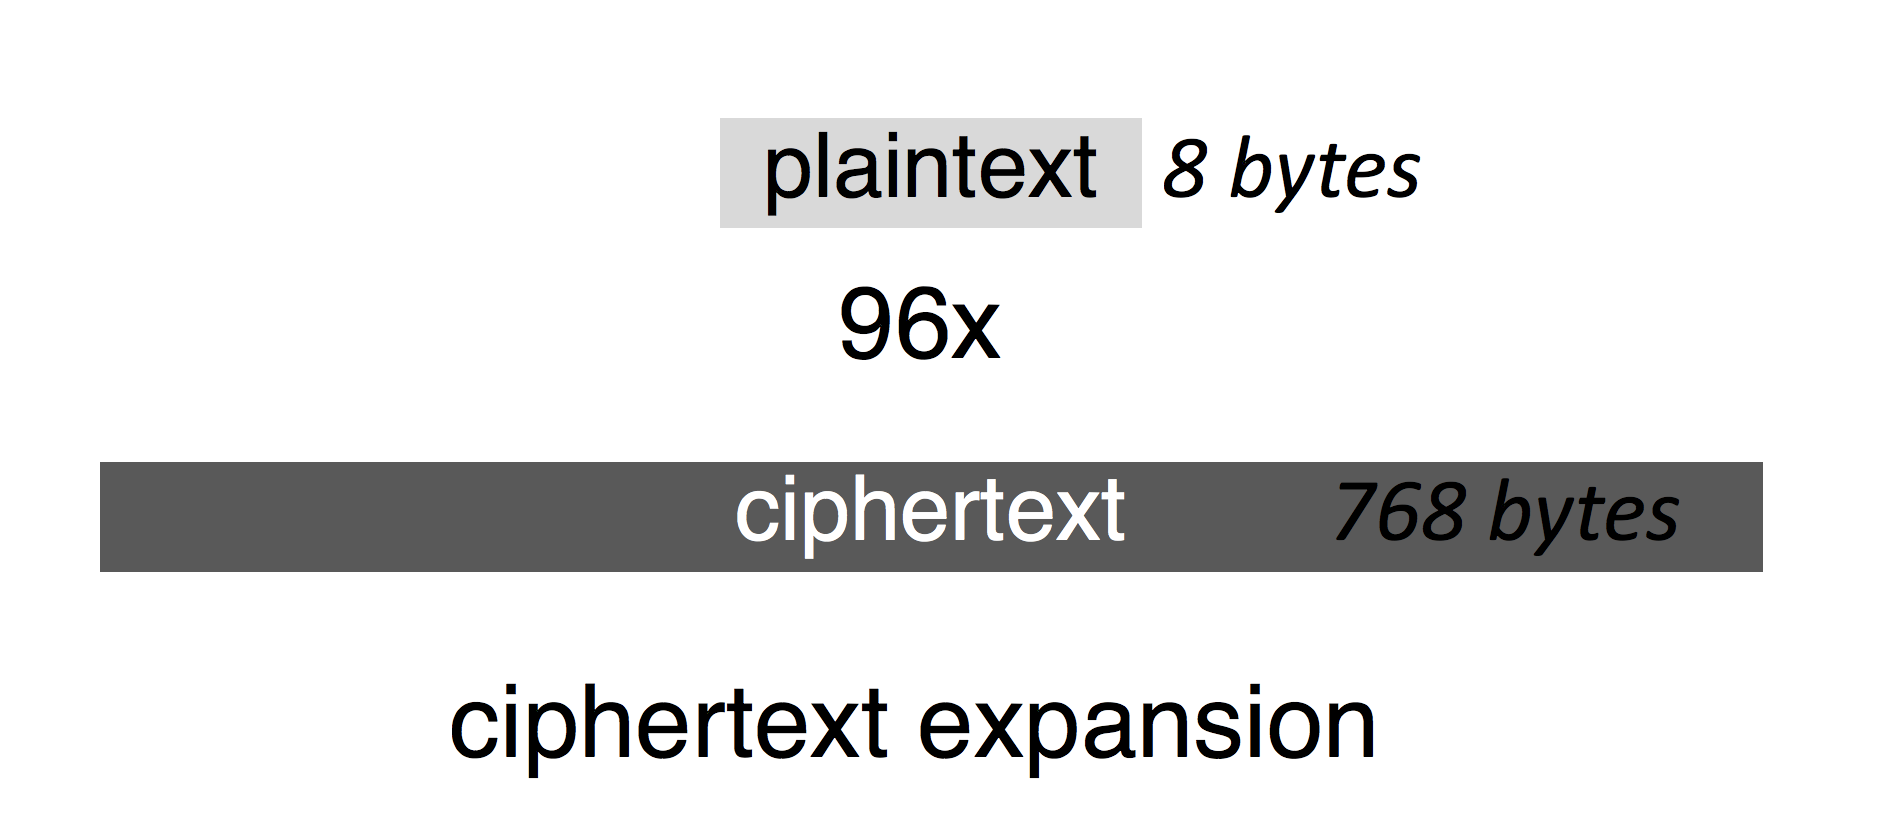 plaintext 8 bytes
96x
ciphertext 768 bytes
ciphertext expansion